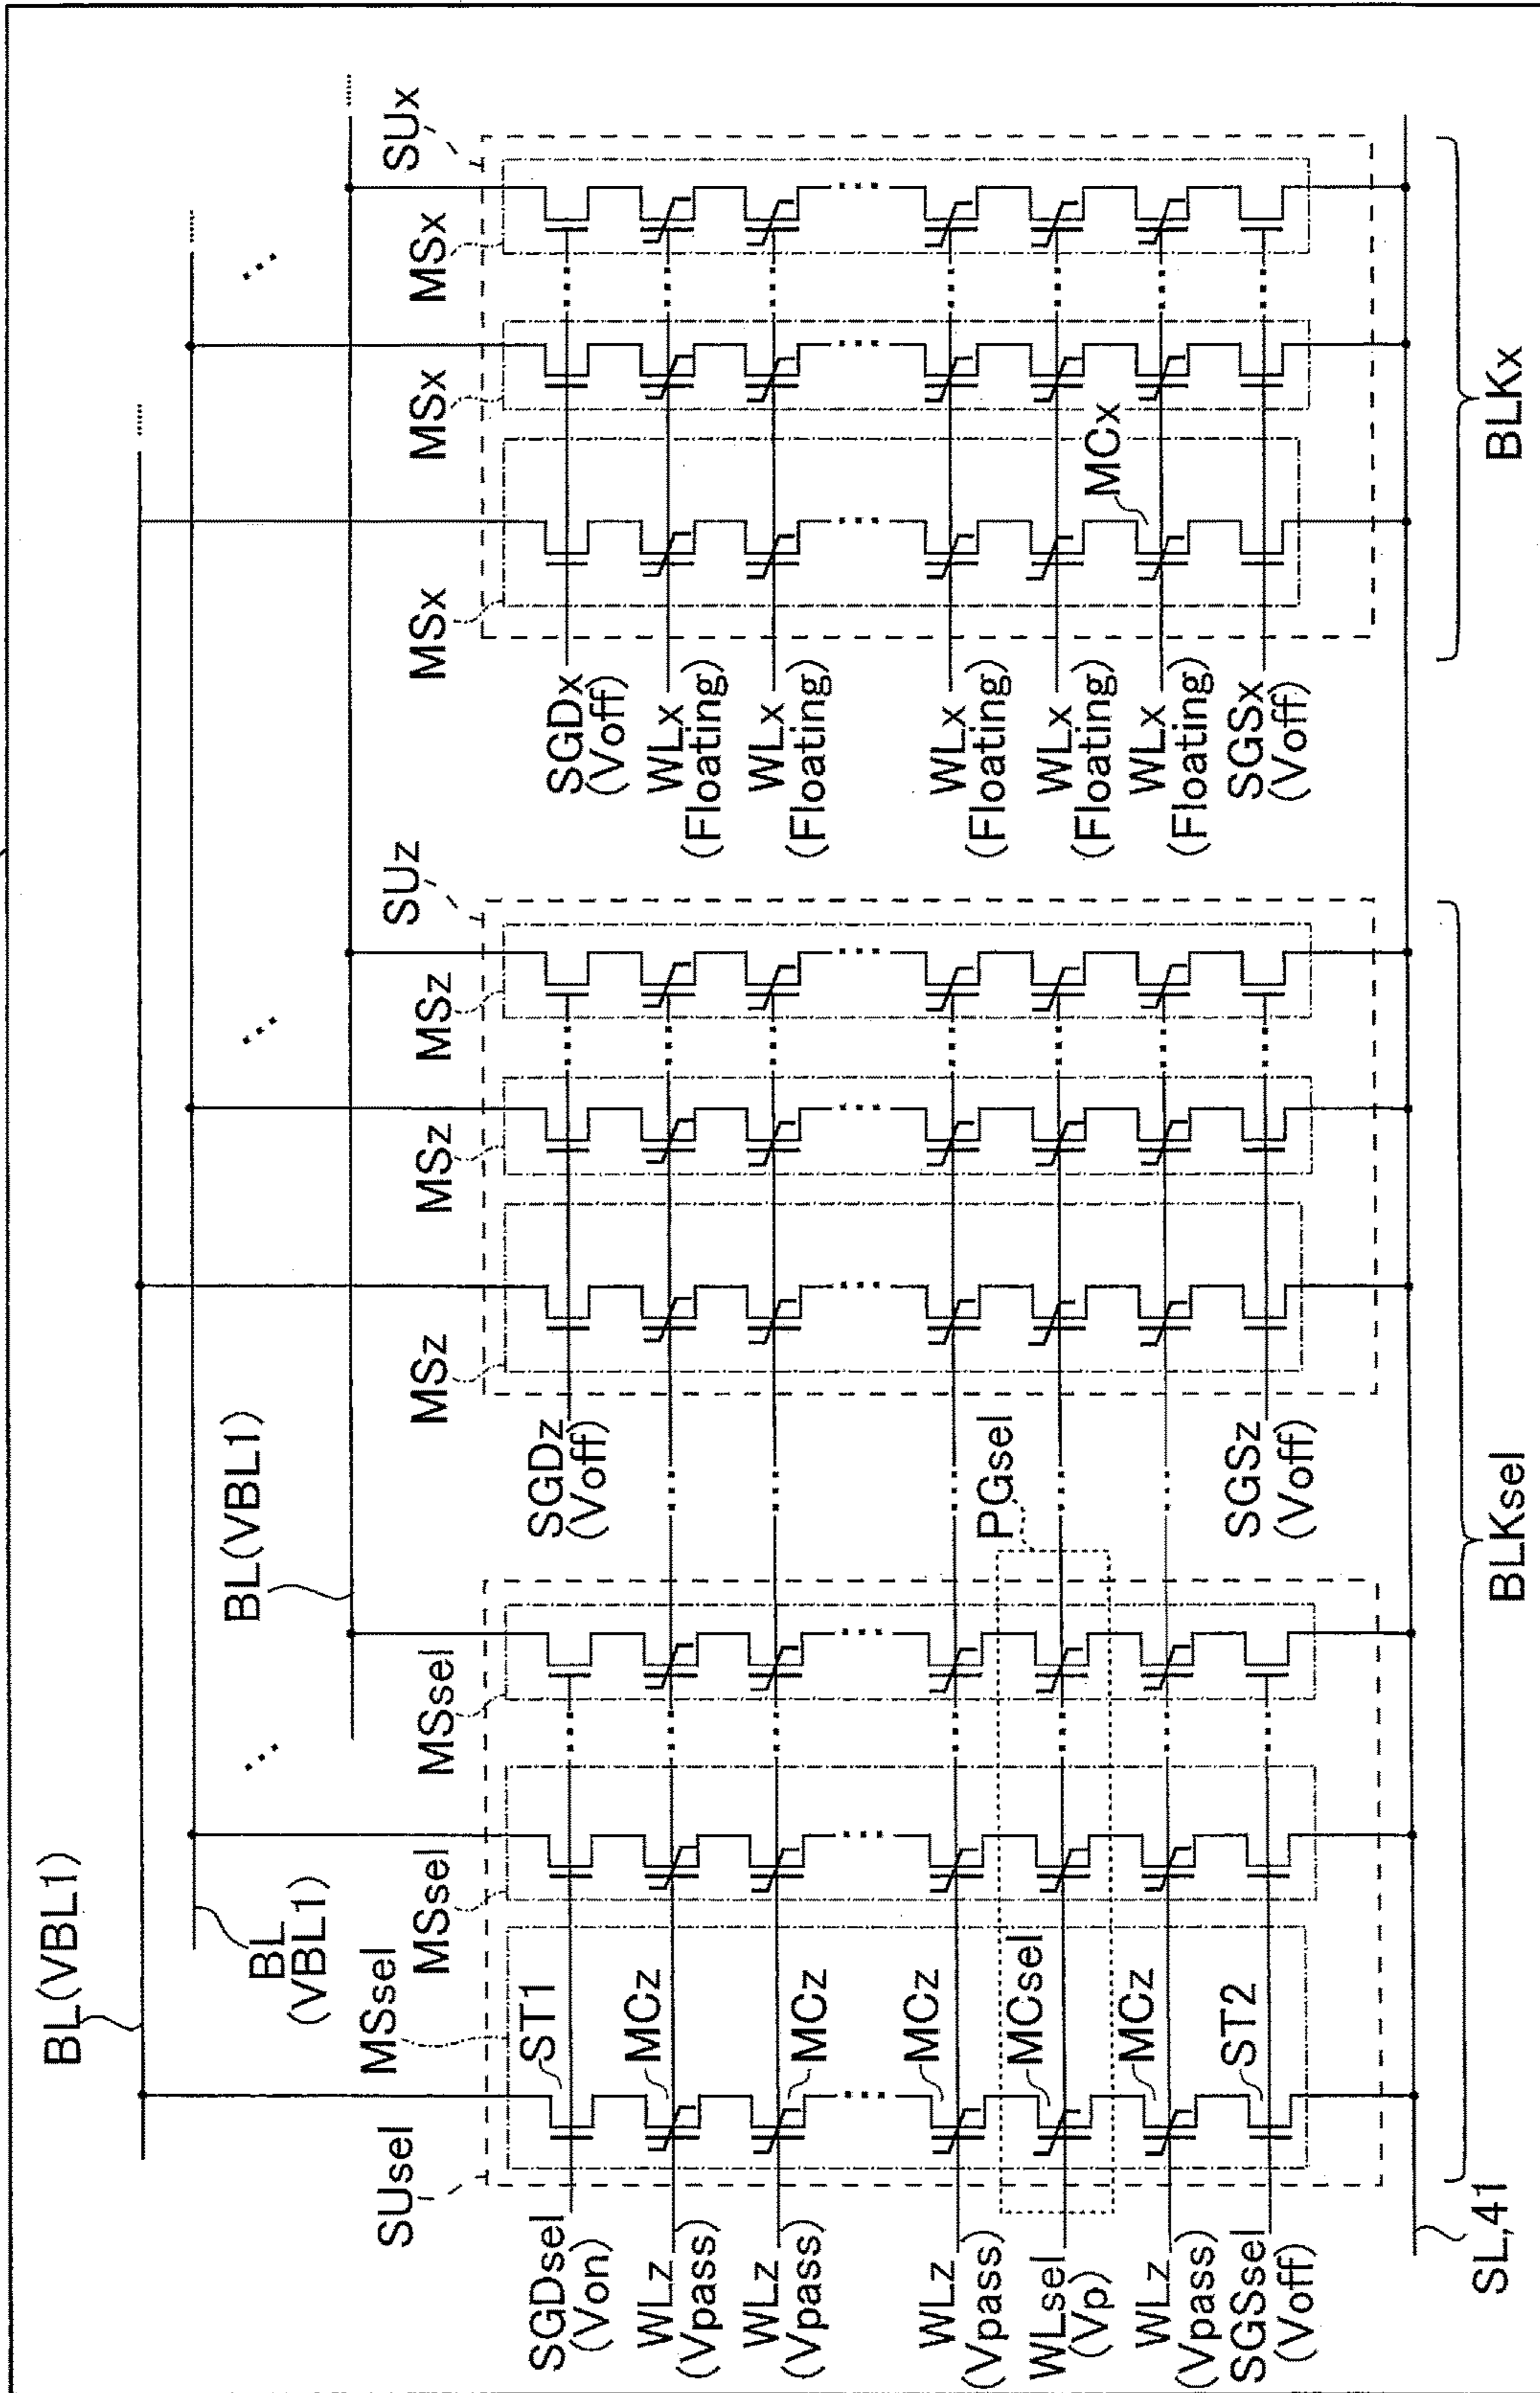 BL(VBL1)
BL
(VBL1)
BL(VBL1)
SUsel
MSsel
MSsel
MSsel
MSz
MSz
MSz
SUz
MSx
MSx
MSx
SUx
SGDsel
(Von)
ST1
SGDz
(Voff)
SGDx
(Voff)
WLz
(Vpass)
MCz
WLx
(Floating)
WLz
(Vpass)
MCz
WLx
(Floating)
WLz
(Vpass)
MCz
WLx
(Floating)
WLsel
(Vp)
MCsel
PGsel
WLx
(Floating)
WLz
(Vpass)
MCz
WLx
(Floating)
MCx
SGSsel
(Voff)
ST2
SGSz
(Voff)
SGSx
(Voff)
SL,41
BLKsel
BLKx